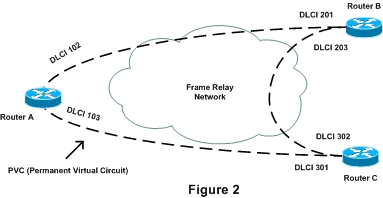 Router B
DLCI 201
DLCI 203
DLCI 102
Frame Relay
Network
Router A
DLCI 103
DLCI 302
DLCI 301
PVC (Permanent Virtual Circuit)
Router C
Figure 2